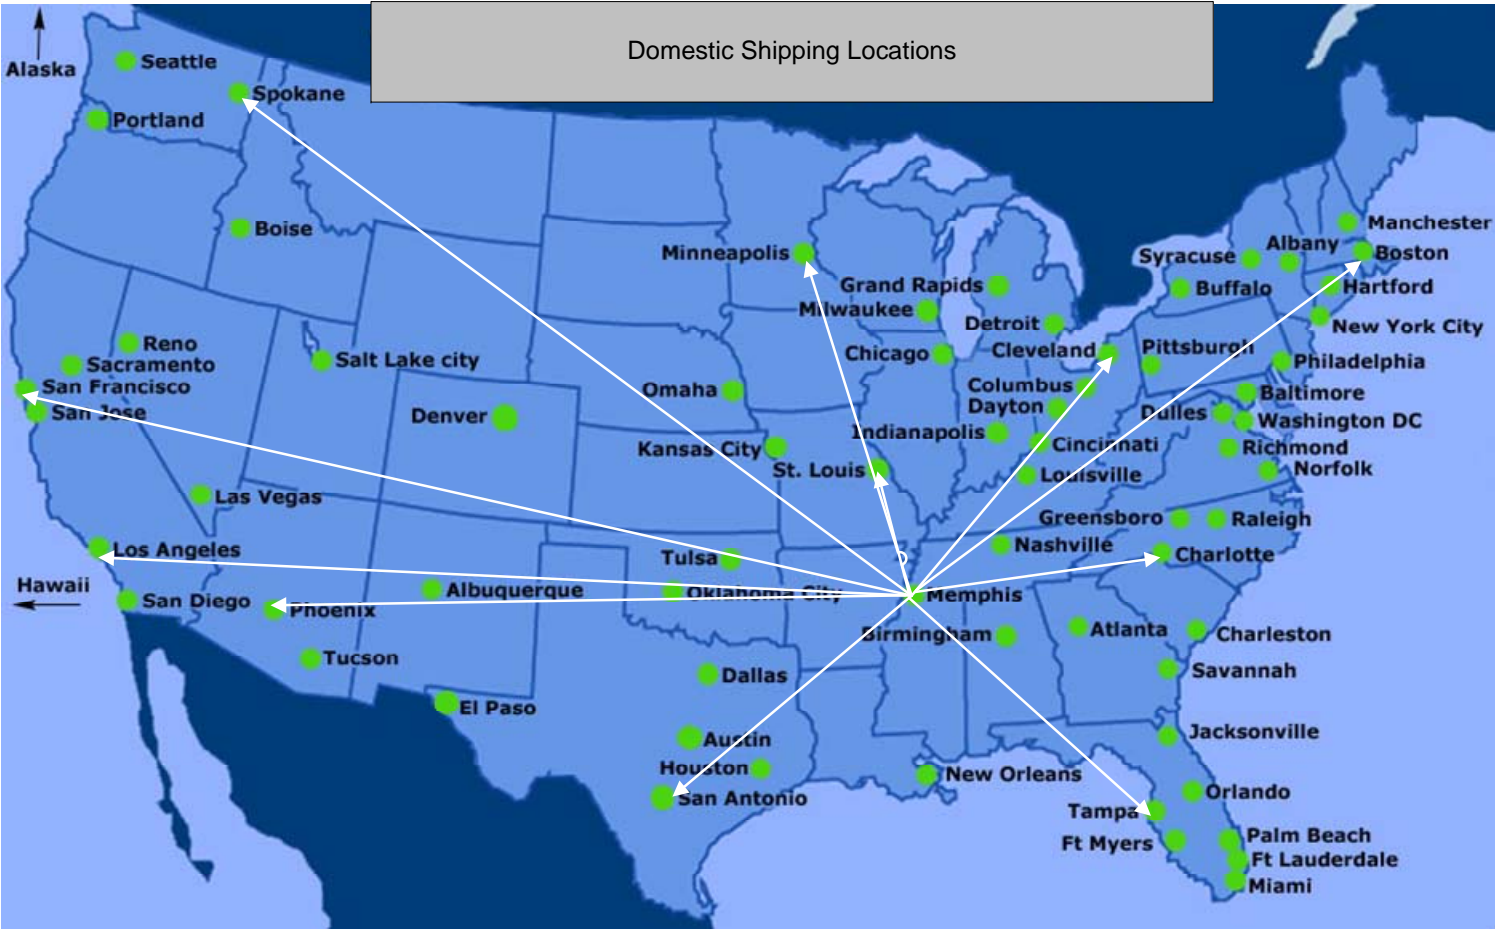 Domestic Shipping Locations
Alaska
Seattle
Spokane
Portland
Boise
Minneapolis
Manchester
Albany
Syracuse
Boston
Grand Rapids
Buffalo
Hartford
Milwaukee
Detroit
New York City
Reno
Sacramento
Salt Lake city
Chicago
Cleveland
Pittsburgh
Philadelphia
San Francisco
San Jose
Omaha
Columbus
Dayton
Baltimore
Denver
Dulles
Washington DC
Indianapolis
Kansas City
Cincinnati
Richmond
St. Louis
Louisville
Norfolk
Las Vegas
Greensboro
Raleigh
Los Angeles
Tulsa
Nashville
Charlotte
Hawaii
San Diego
Phoenix
Albuquerque
Oklahoma City
Memphis
Birmingham
Atlanta
Charleston
Tucson
Dallas
Savannah
El Paso
Austin
Jacksonville
Houston
New Orleans
San Antonio
Orlando
Tampa
Ft Myers
Palm Beach
Ft Lauderdale
Miami